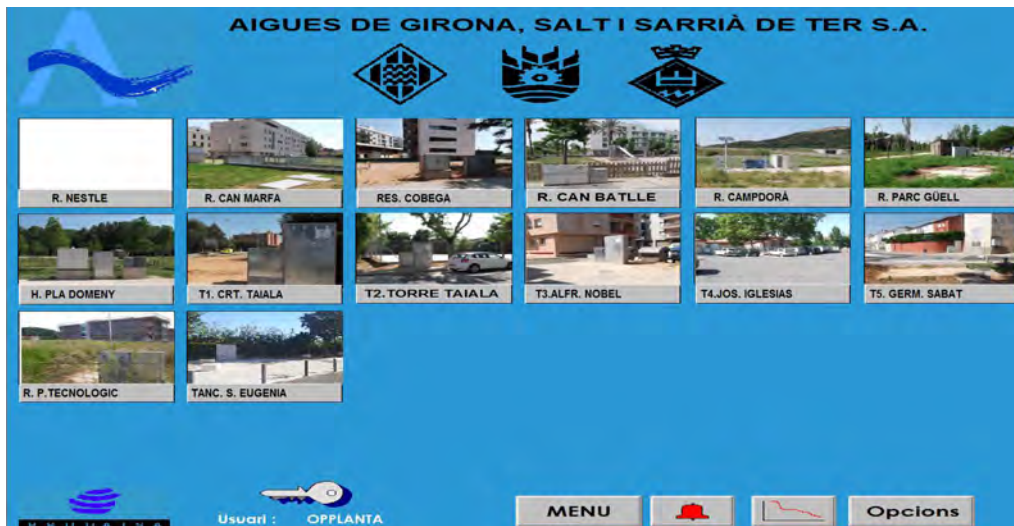 AIGUES DE GIRONA, SALT I SARRIÀ DE TER S.A.
R. NESTLE
R. CAN MARFA
RES. COBEGA
R. CAN BATLLE
R. CAMPDORÀ
R. PARC GÜELL
H. PLA DOMENY
T1. CRT. TAIALA
T2.TORRE TAIALA
T3.ALFR. NOBEL
T4.JOS. IGLESIAS
T5. GERM. SABAT
R. P.TECNOLOGIC
TANC. S. EUGENIA
Usuari : OPPLANTA
MENU
Opcions